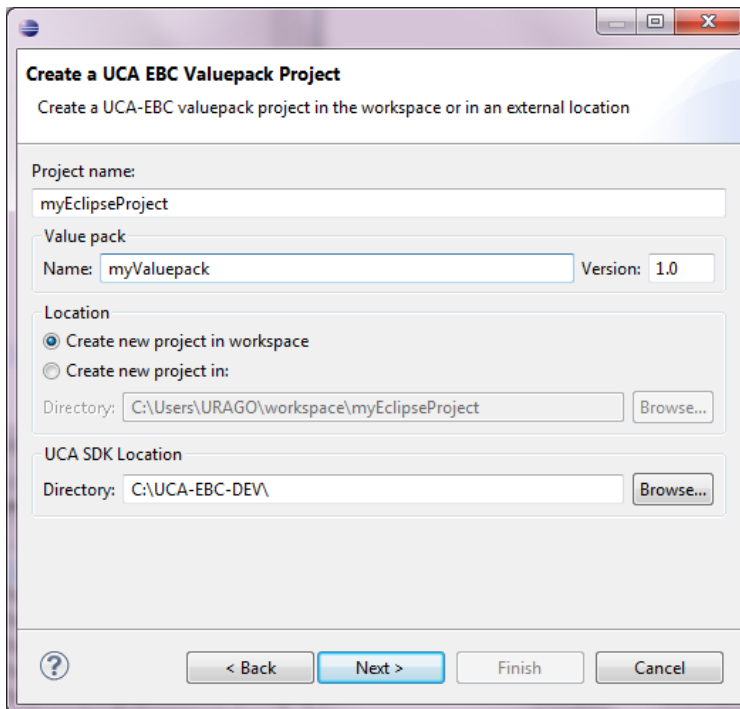 Create a UCA EBC Valuepack Project
Create a UCA-EBC valuepack project in the workspace or in an external location
Project name:
myEclipseProject
Value pack
Name: myValuepack Version: 1.0
Location
Create new project in workspace
Create new project in:
Directory: C:\Users\URAGO\workspace\myEclipseProject Browse...
UCA SDK Location
Directory: C:\UCA-EBC-DEV\ Browse...
? < Back Next > Finish Cancel